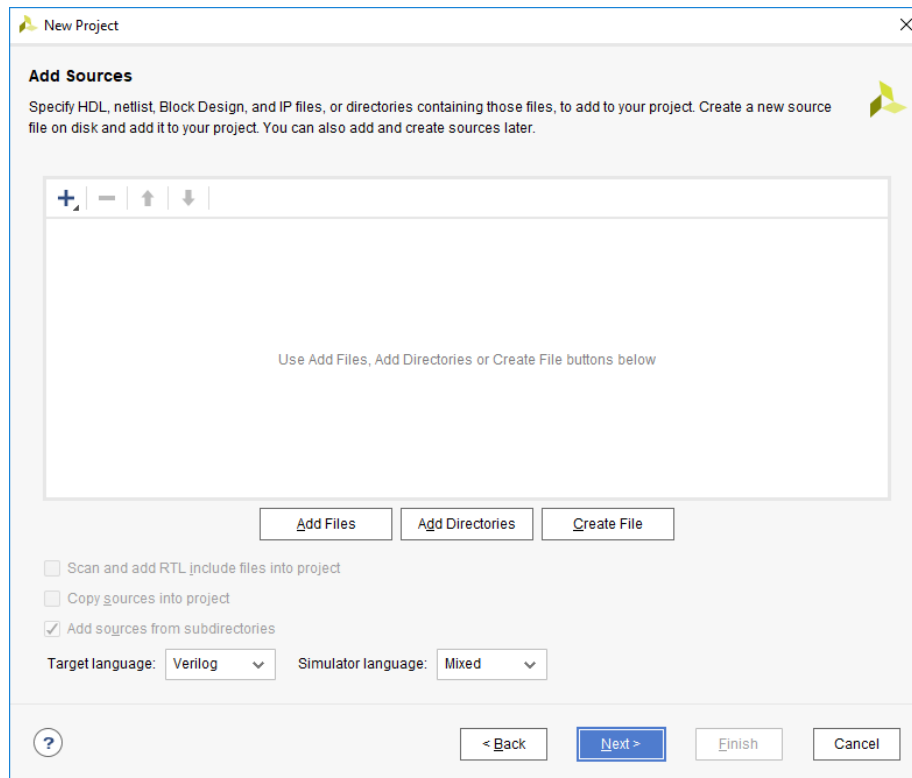 New Project
Add Sources
Specify HDL, netlist, Block Design, and IP files, or directories containing those files, to add to your project. Create a new source
file on disk and add it to your project. You can also add and create sources later.
Use Add Files, Add Directories or Create File buttons below
Add Files Add Directories Create File
Scan and add RTL include files into project
Copy sources into project
Add sources from subdirectories
Target language: Verilog Simulator language: Mixed
? < Back Next > Finish Cancel